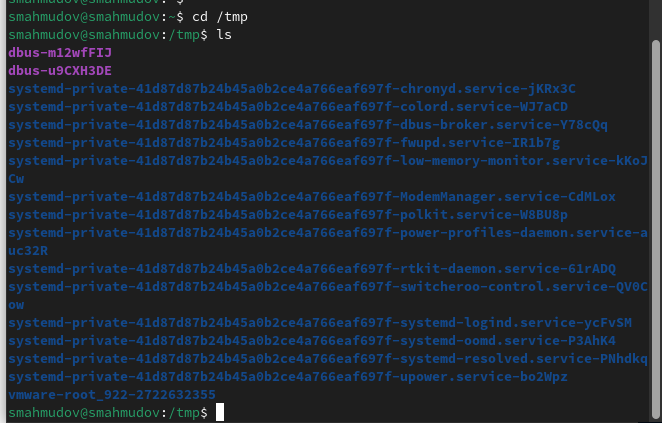 smahmudov@smahmudov:~$ cd /tmp
smahmudov@smahmudov:/tmp$ ls
dbus-m12wfFIJ
dbus-u9CXH3DE
systemd-private-41d87d87b24b45a0b2ce4a766eaf697f-chronyd.service-jKRx3C
systemd-private-41d87d87b24b45a0b2ce4a766eaf697f-colord.service-WJ7aCD
systemd-private-41d87d87b24b45a0b2ce4a766eaf697f-dbus-broker.service-Y78cQq
systemd-private-41d87d87b24b45a0b2ce4a766eaf697f-fwupd.service-IR1b7g
systemd-private-41d87d87b24b45a0b2ce4a766eaf697f-low-memory-monitor.service-kKoJ
Cw
systemd-private-41d87d87b24b45a0b2ce4a766eaf697f-ModemManager.service-CdMLox
systemd-private-41d87d87b24b45a0b2ce4a766eaf697f-polkit.service-W8BU8p
systemd-private-41d87d87b24b45a0b2ce4a766eaf697f-power-profiles-daemon.service-a
uc32R
systemd-private-41d87d87b24b45a0b2ce4a766eaf697f-rtkit-daemon.service-61rADQ
systemd-private-41d87d87b24b45a0b2ce4a766eaf697f-switcheroo-control.service-QV0C
ow
systemd-private-41d87d87b24b45a0b2ce4a766eaf697f-systemd-logind.service-ycFvSM
systemd-private-41d87d87b24b45a0b2ce4a766eaf697f-systemd-oomd.service-P3AhK4
systemd-private-41d87d87b24b45a0b2ce4a766eaf697f-systemd-resolved.service-PNhdkq
systemd-private-41d87d87b24b45a0b2ce4a766eaf697f-upower.service-bo2Wpz
vmware-root_922-2722632355
smahmudov@smahmudov:/tmp$